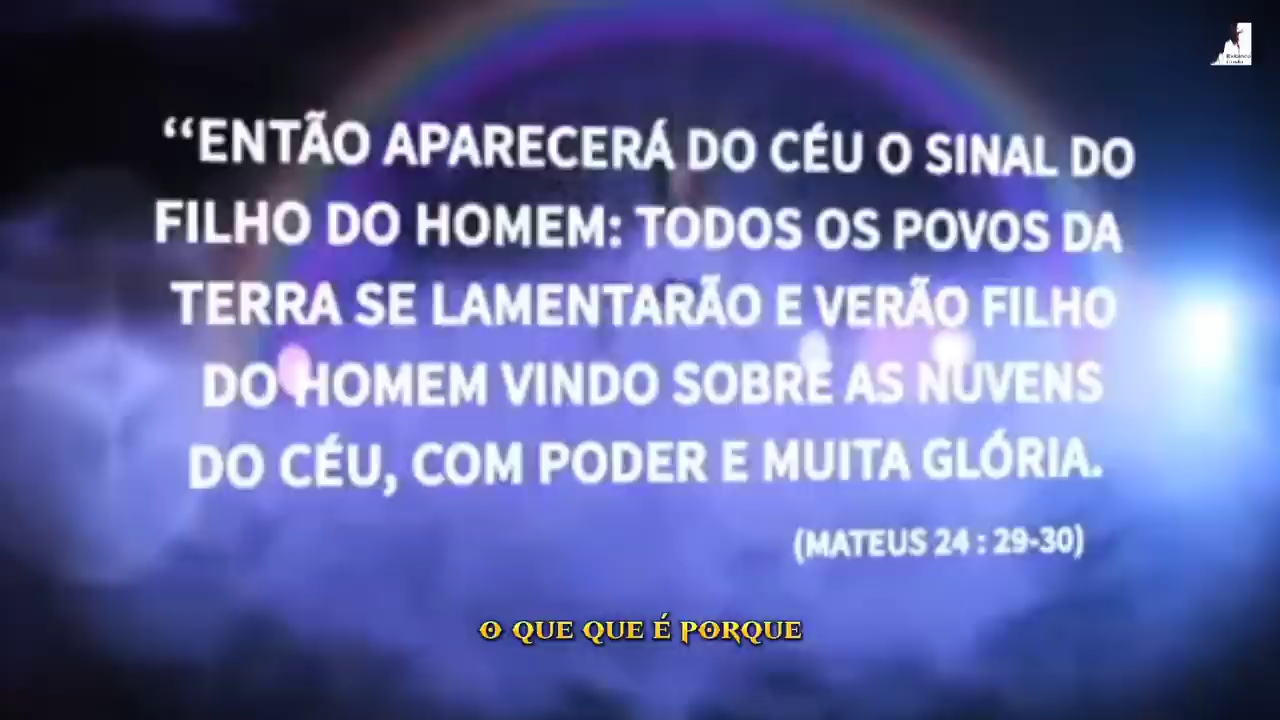 “ENTÃO APARECERÁ DO CÉU O SINAL DO
FILHO DO HOMEM: TODOS OS POVOS DA
TERRA SE LAMENTARÃO E VERÃO FILHO
DO HOMEM VINDO SOBRE AS NUVENS
DO CÉU, COM PODER E MUITA GLÓRIA.
(MATEUS 24 : 29-30)
O QUE QUE É PORQUE